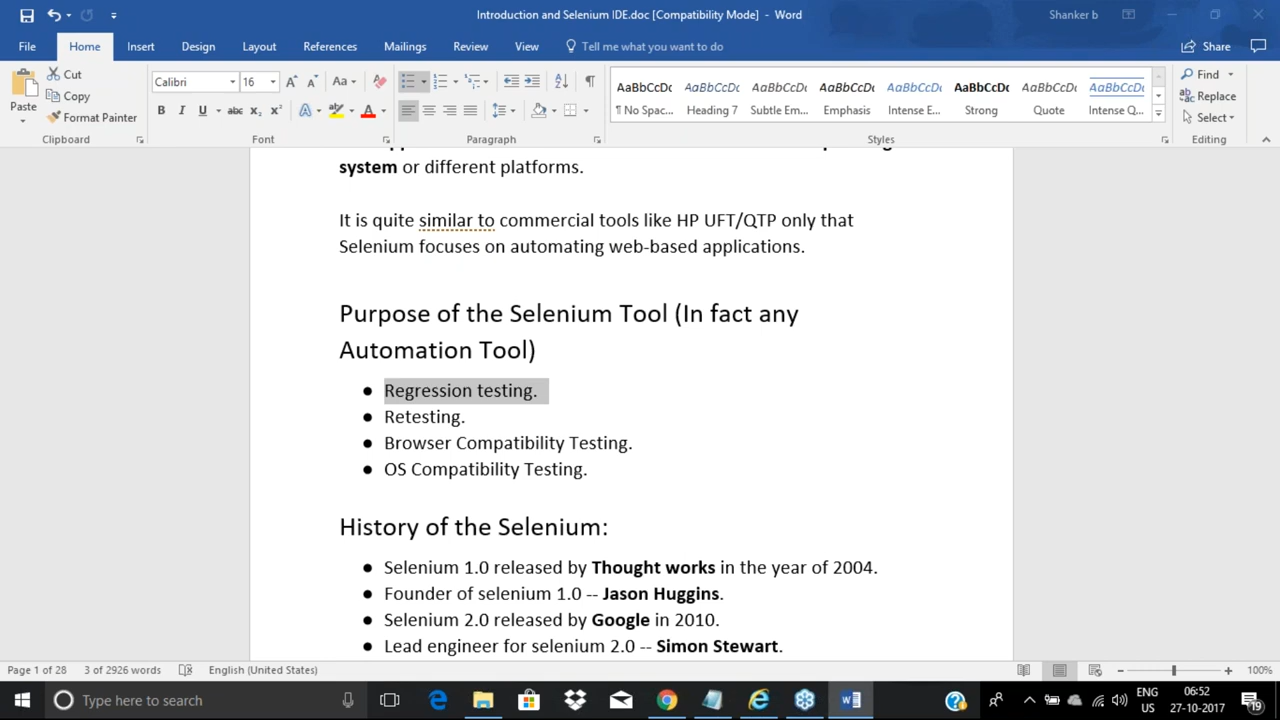 Introduction and Selenium IDE.doc [Compatibility Mode] - Word
Shanker b
File Home Insert Design Layout References Mailings Review View Tell me what you want to do
Share
Paste
Cut
Copy
Format Painter
Clipboard
Calibri 16
Font
Paragraph
AaBbCcDc AaBbCcDc AaBbCcDc AaBbCcDc AaBbCcDc AaBbCcDc AaBbCcDc AaBbCcDc
¶ No Spac... Heading 7 Subtle Em... Emphasis Intense E... Strong Quote Intense Q...
Styles
Find
Replace
Select
Editing
system or different platforms.
It is quite similar to commercial tools like HP UFT/QTP only that
Selenium focuses on automating web-based applications.
Purpose of the Selenium Tool (In fact any
Automation Tool)
● Regression testing.
● Retesting.
● Browser Compatibility Testing.
● OS Compatibility Testing.
History of the Selenium:
● Selenium 1.0 released by Thought works in the year of 2004.
● Founder of selenium 1.0 -- Jason Huggins.
● Selenium 2.0 released by Google in 2010.
● Lead engineer for selenium 2.0 -- Simon Stewart.
Page 1 of 28 3 of 2926 words English (United States)
100%
Type here to search
ENG
US
06:52
27-10-2017
19